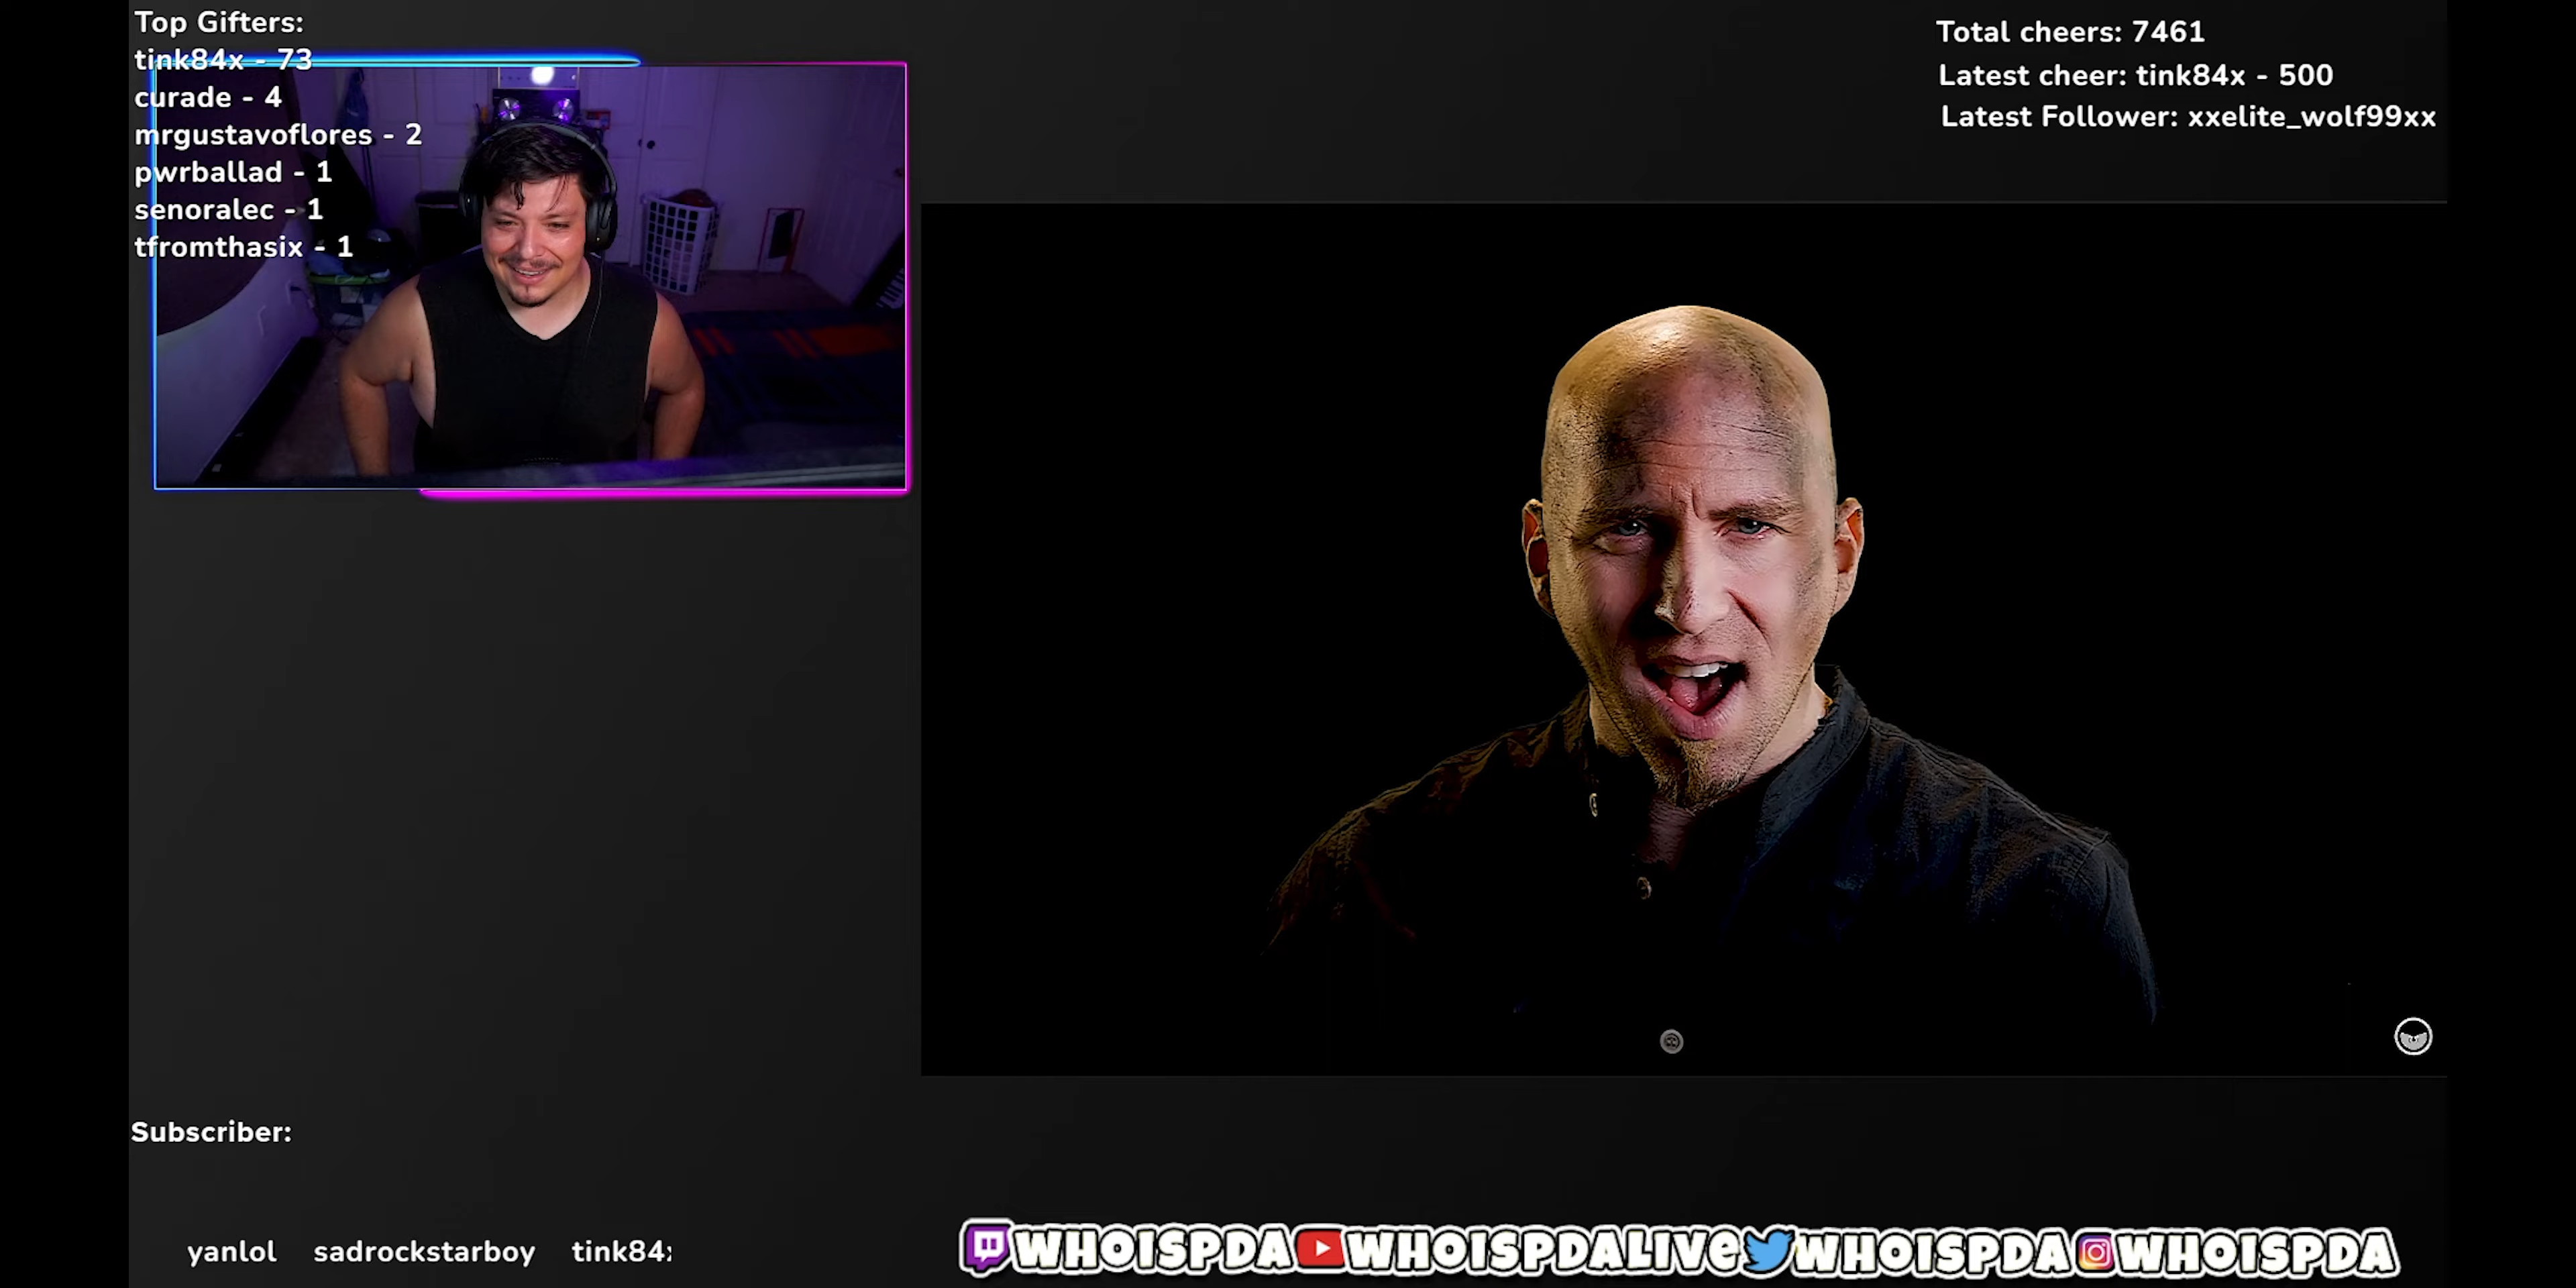 Top Gifters:
tink84x - 73
curade - 4
mrgustavoflores - 2
pwrballad - 1
senoralec - 1
tfromthasix - 1
Total cheers: 7461
Latest cheer: tink84x - 500
Latest Follower: xxelite_wolf99xx
Subscriber:
yanlol sadrockstarboy tink84
WHOISPDA WHOISPDALIVE WHOISPDA WHOISPDA